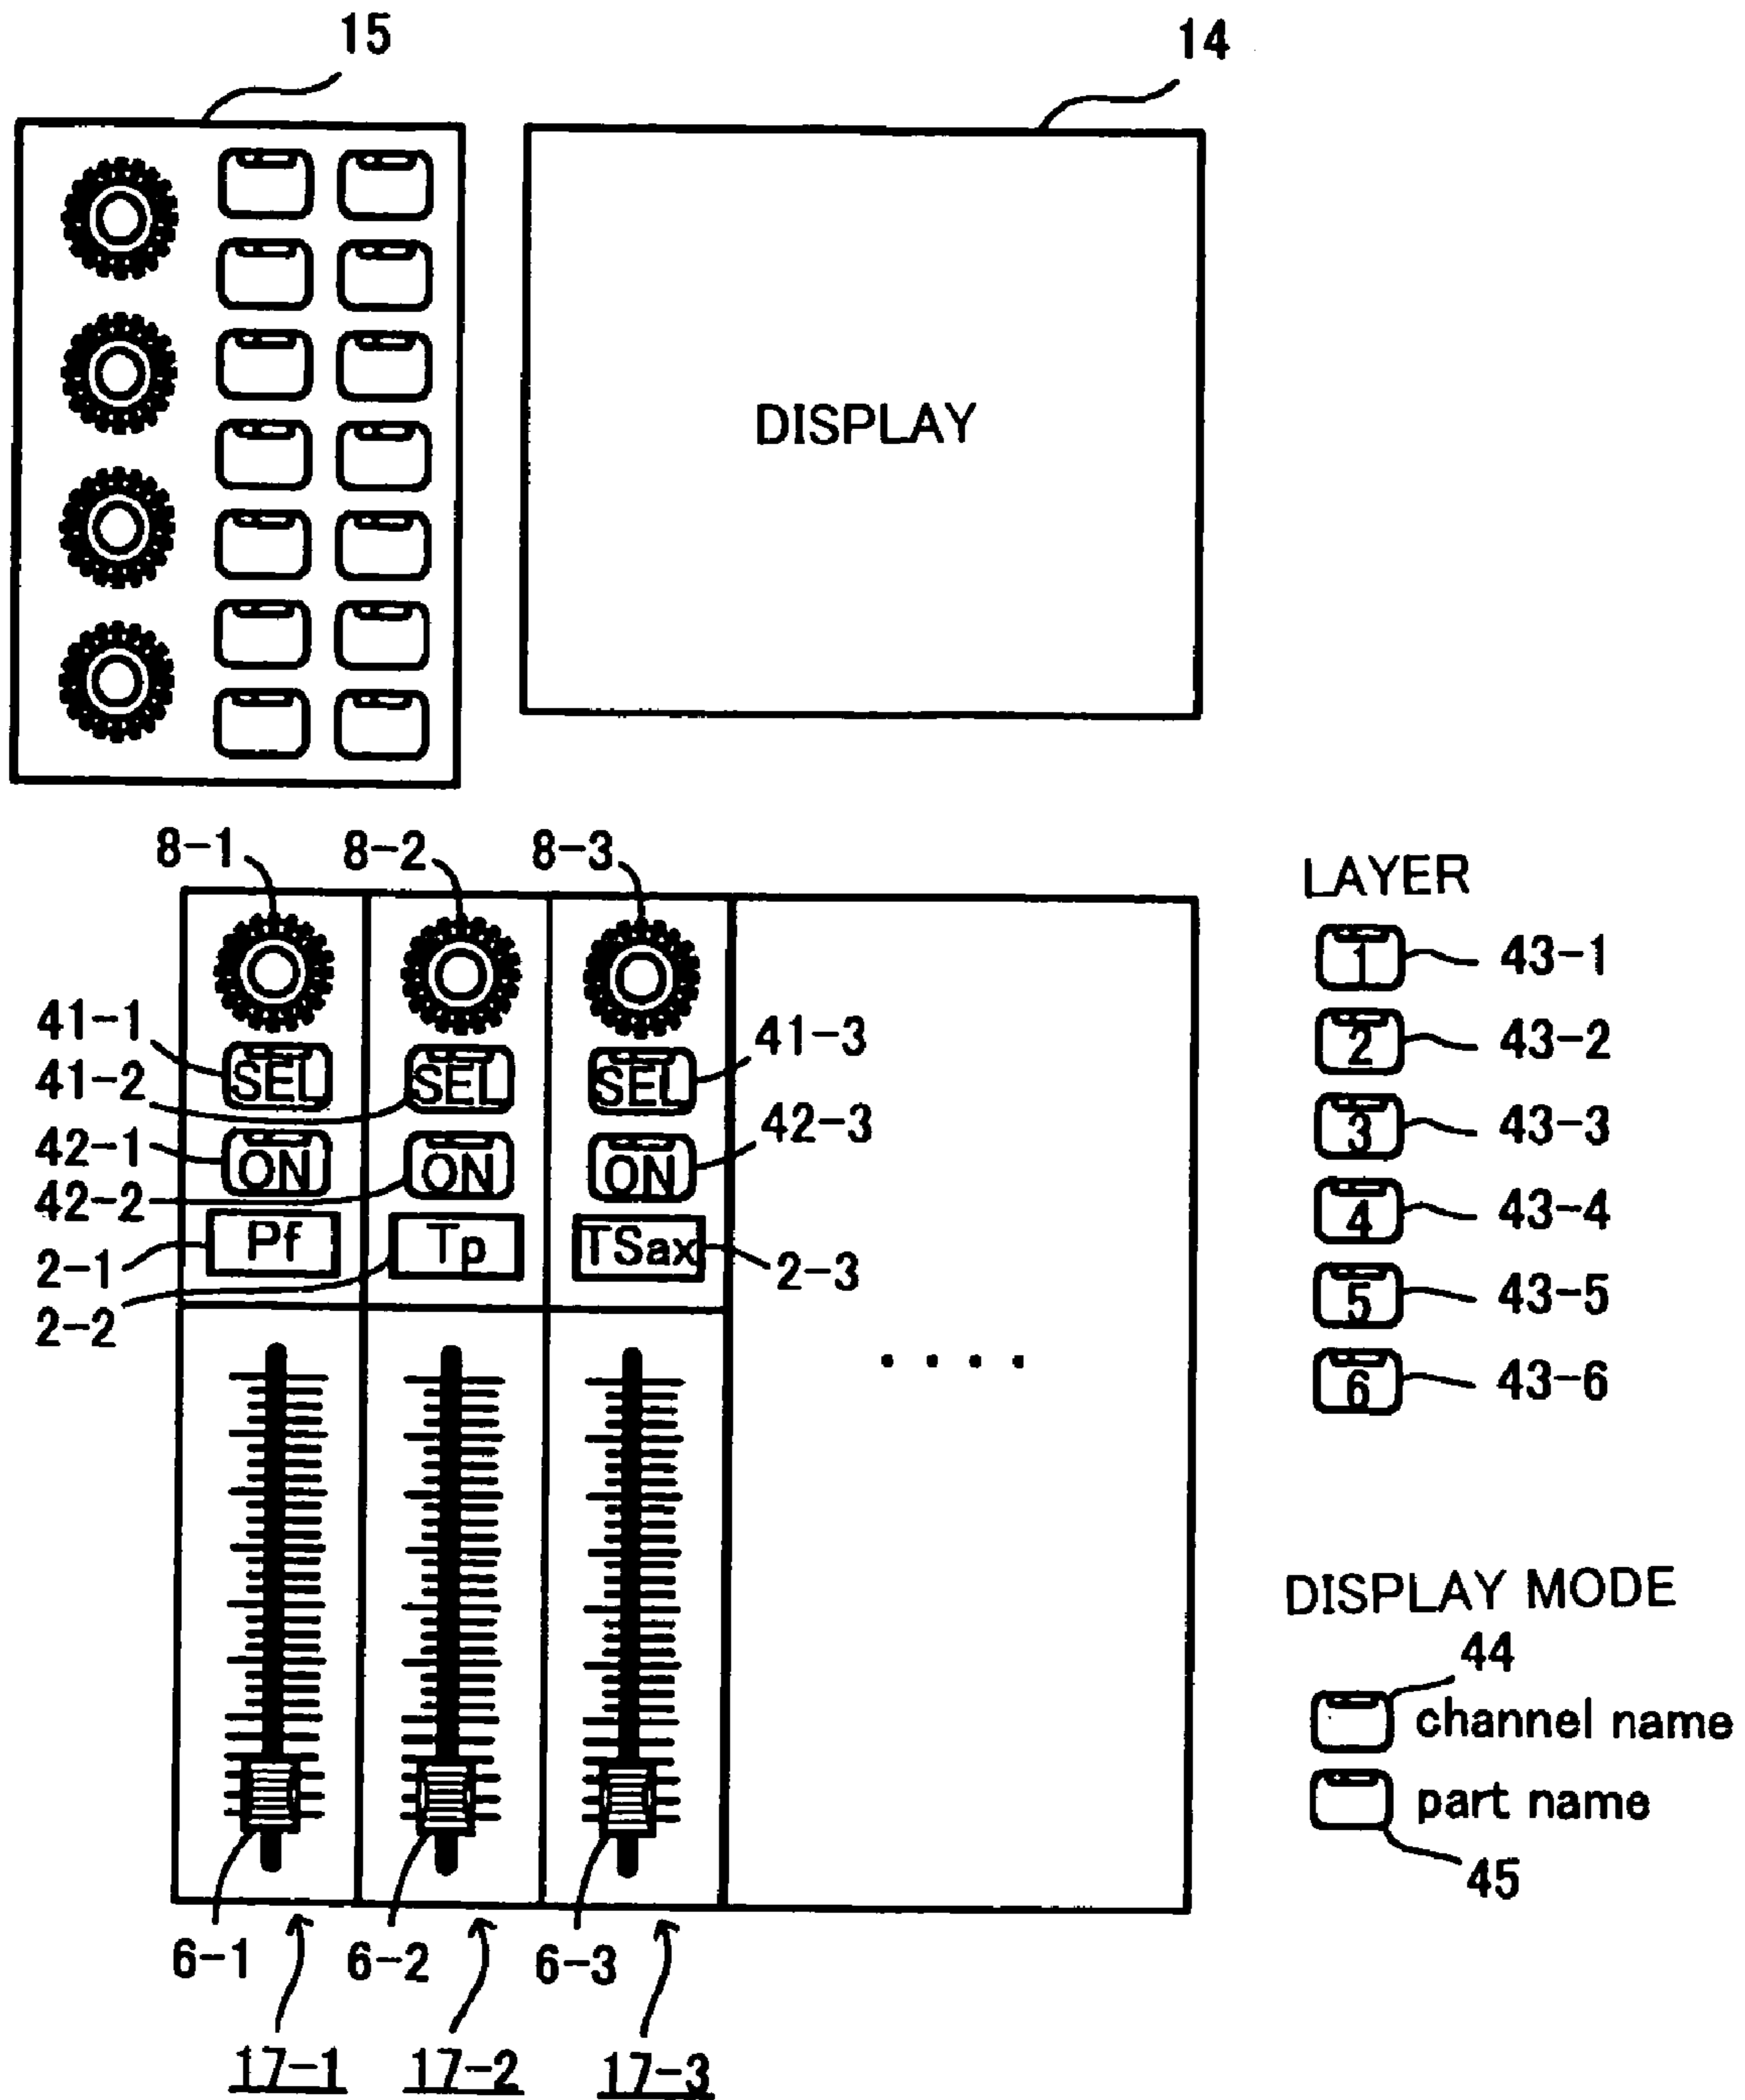 15
14
DISPLAY
8-1
8-2
8-3
LAYER
1
43-1
2
43-2
3
43-3
4
43-4
5
43-5
6
43-6
41-1
SEL
SEL
SEL
41-3
41-2
42-1
ON
ON
ON
42-3
42-2
2-1
Pf
Tp
TSax
2-3
2-2
. . . .
DISPLAY MODE
44
channel name
part name
45
6-1
6-2
6-3
17-1
17-2
17-3